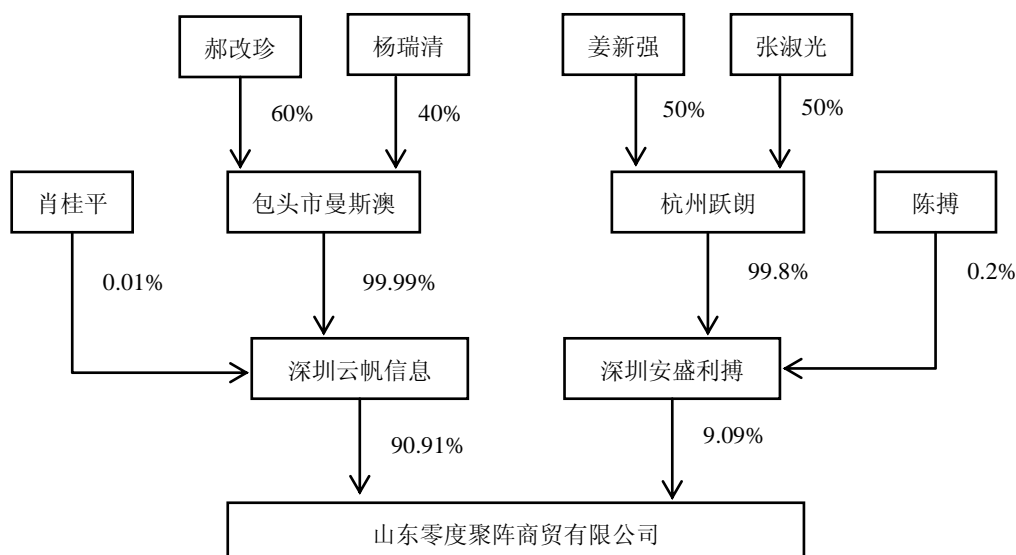 郝改珍
杨瑞清
姜新强
张淑光
60%
40%
50%
50%
肖桂平
包头市曼斯澳
杭州跃朗
陈搏
0.01%
99.99%
99.8%
0.2%
深圳云帆信息
深圳安盛利搏
90.91%
9.09%
山东零度聚阵商贸有限公司